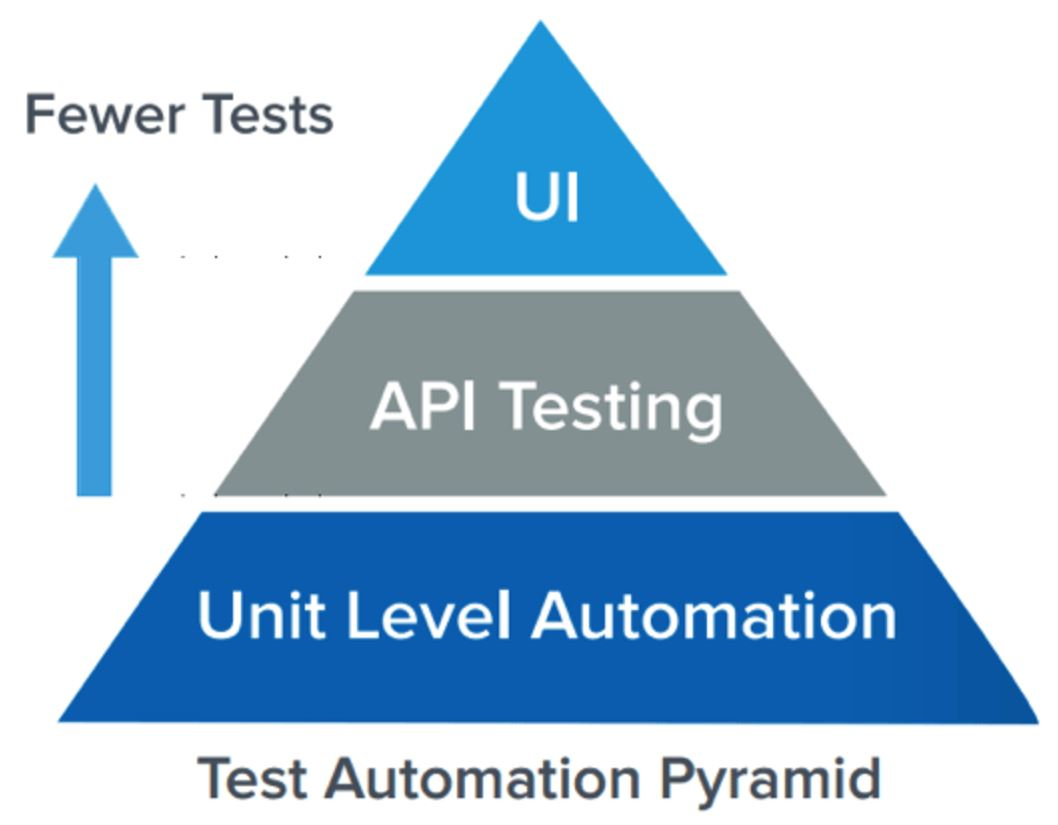 Fewer Tests
UI
API Testing
Unit Level Automation
Test Automation Pyramid